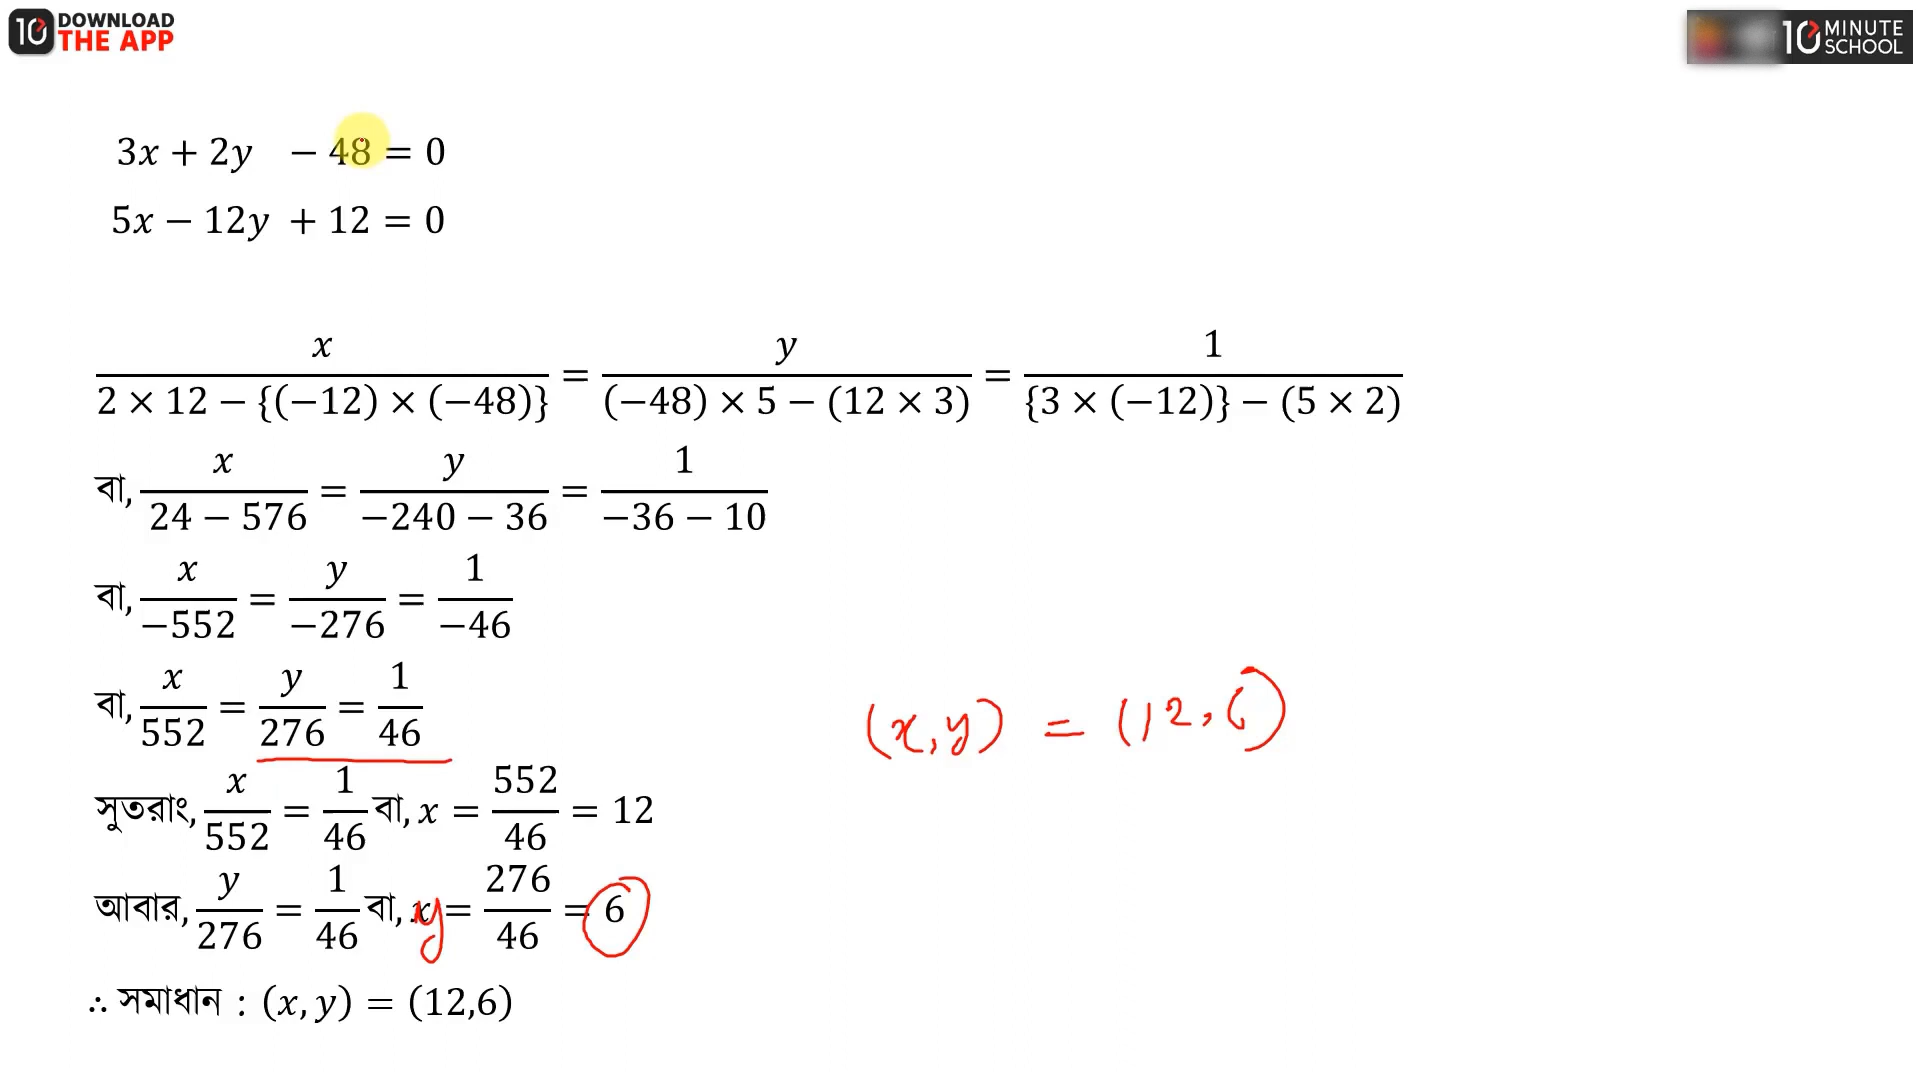 10 DOWNLOAD THE APP
10 MINUTE SCHOOL
3x + 2y − 48 = 0
5x − 12y + 12 = 0
x / (2 × 12 − {(−12) × (−48)}) = y / ((−48) × 5 − (12 × 3)) = 1 / ({3 × (−12)} − (5 × 2))
বা, x / (24 − 576) = y / (−240 − 36) = 1 / (−36 − 10)
বা, x / −552 = y / −276 = 1 / −46
বা, x / 552 = y / 276 = 1 / 46
(x, y) = (12, 6)
সুতরাং, x / 552 = 1 / 46 বা, x = 552 / 46 = 12
আবার, y / 276 = 1 / 46 বা, y = 276 / 46 = 6
∴ সমাধান : (x, y) = (12,6)